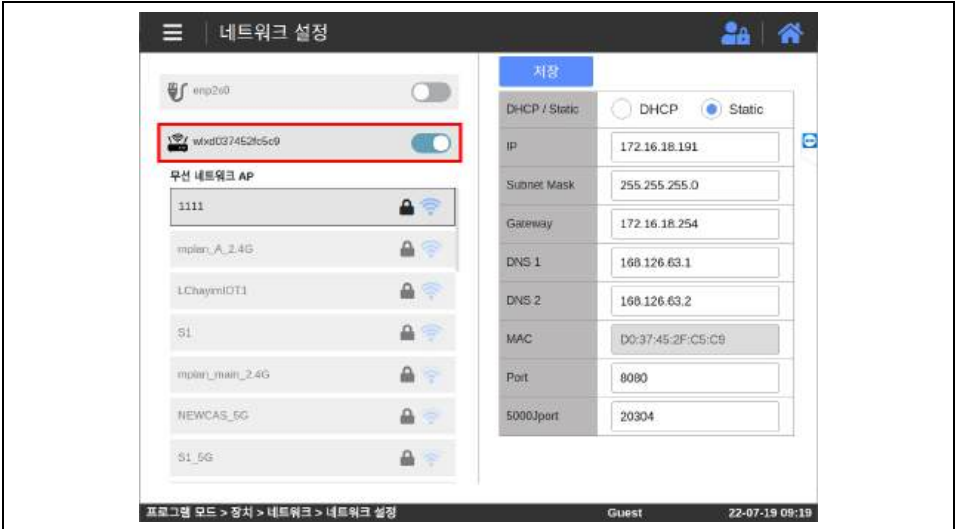 네트워크 설정
enp2s0
wlxd037452fc5c9
무선 네트워크 AP
1111
mplan_A_2.4G
LChayimIOT1
S1
mplan_main_2.4G
NEWCAS_5G
S1_5G
저장
DHCP / Static DHCP Static
IP 172.16.18.191
Subnet Mask 255.255.255.0
Gateway 172.16.18.254
DNS 1 168.126.63.1
DNS 2 168.126.63.2
MAC D0:37:45:2F:C5:C9
Port 8080
5000Jport 20304
프로그램 모드 > 장치 > 네트워크 > 네트워크 설정 Guest 22-07-19 09:19